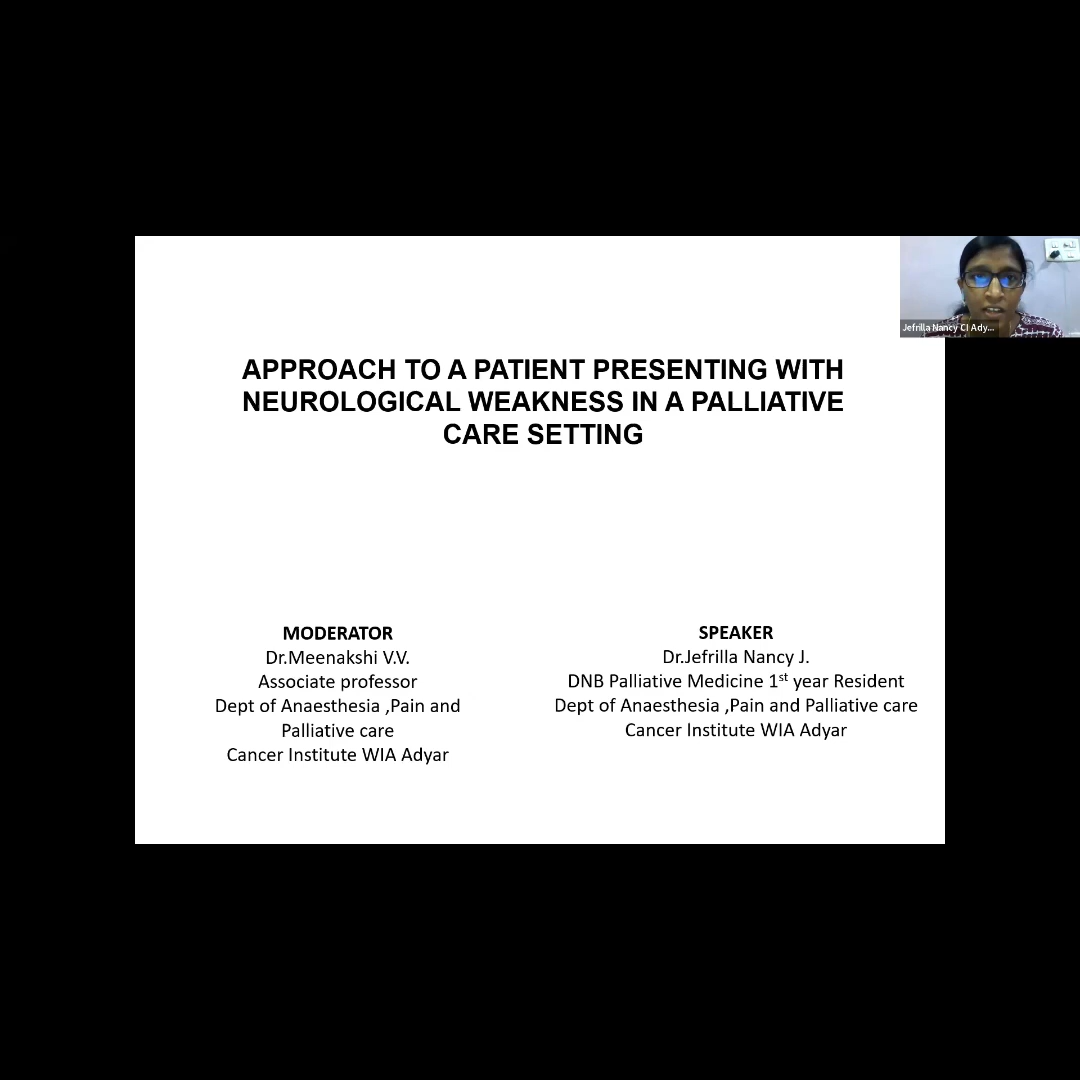 Jefrilla Nancy CI Ady...
APPROACH TO A PATIENT PRESENTING WITH
NEUROLOGICAL WEAKNESS IN A PALLIATIVE
CARE SETTING
MODERATOR
Dr.Meenakshi V.V.
Associate professor
Dept of Anaesthesia ,Pain and
Palliative care
Cancer Institute WIA Adyar
SPEAKER
Dr.Jefrilla Nancy J.
DNB Palliative Medicine 1st year Resident
Dept of Anaesthesia ,Pain and Palliative care
Cancer Institute WIA Adyar